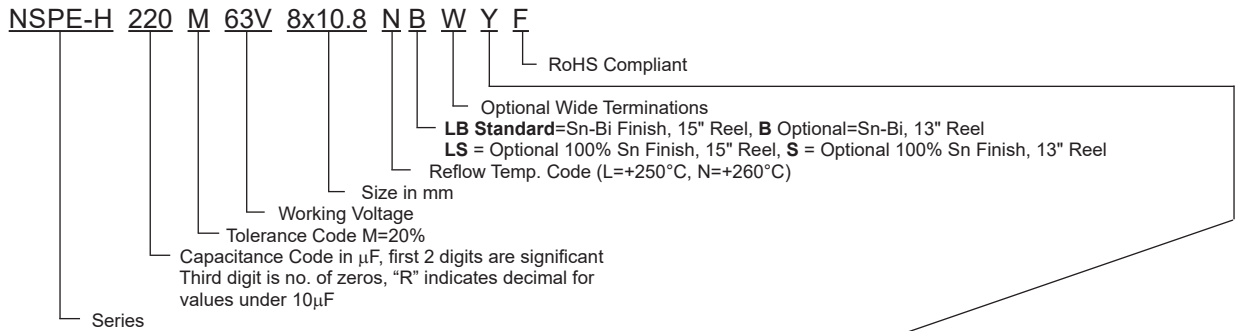 NSPE-H 220 M 63V 8x10.8 N B W Y F
RoHS Compliant
Optional Wide Terminations
LB Standard=Sn-Bi Finish, 15" Reel, B Optional=Sn-Bi, 13" Reel
LS = Optional 100% Sn Finish, 15" Reel, S = Optional 100% Sn Finish, 13" Reel
Reflow Temp. Code (L=+250°C, N=+260°C)
Size in mm
Working Voltage
Tolerance Code M=20%
Capacitance Code in μF, first 2 digits are significant
Third digit is no. of zeros, “R” indicates decimal for
values under 10μF
Series